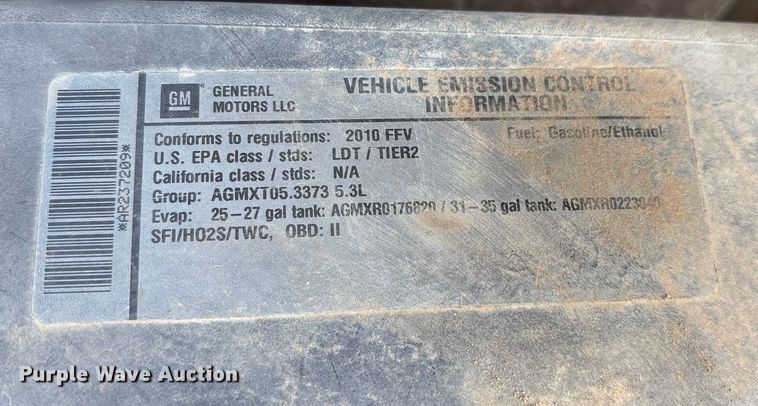 GM GENERAL MOTORS LLC
VEHICLE EMISSION CONTROL
INFORMATION
Conforms to regulations: 2010 FFV Fuel: Gasoline/Ethanol
U.S. EPA class / stds: LDT / TIER2
California class / stds: N/A
Group: AGMXT05.3373 5.3L
Evap: 25-27 gal tank: AGMXR0176820 / 31-35 gal tank: AGMXR0223840
SFI/HO2S/TWC, OBD: II
*AR237209*
Purple Wave Auction